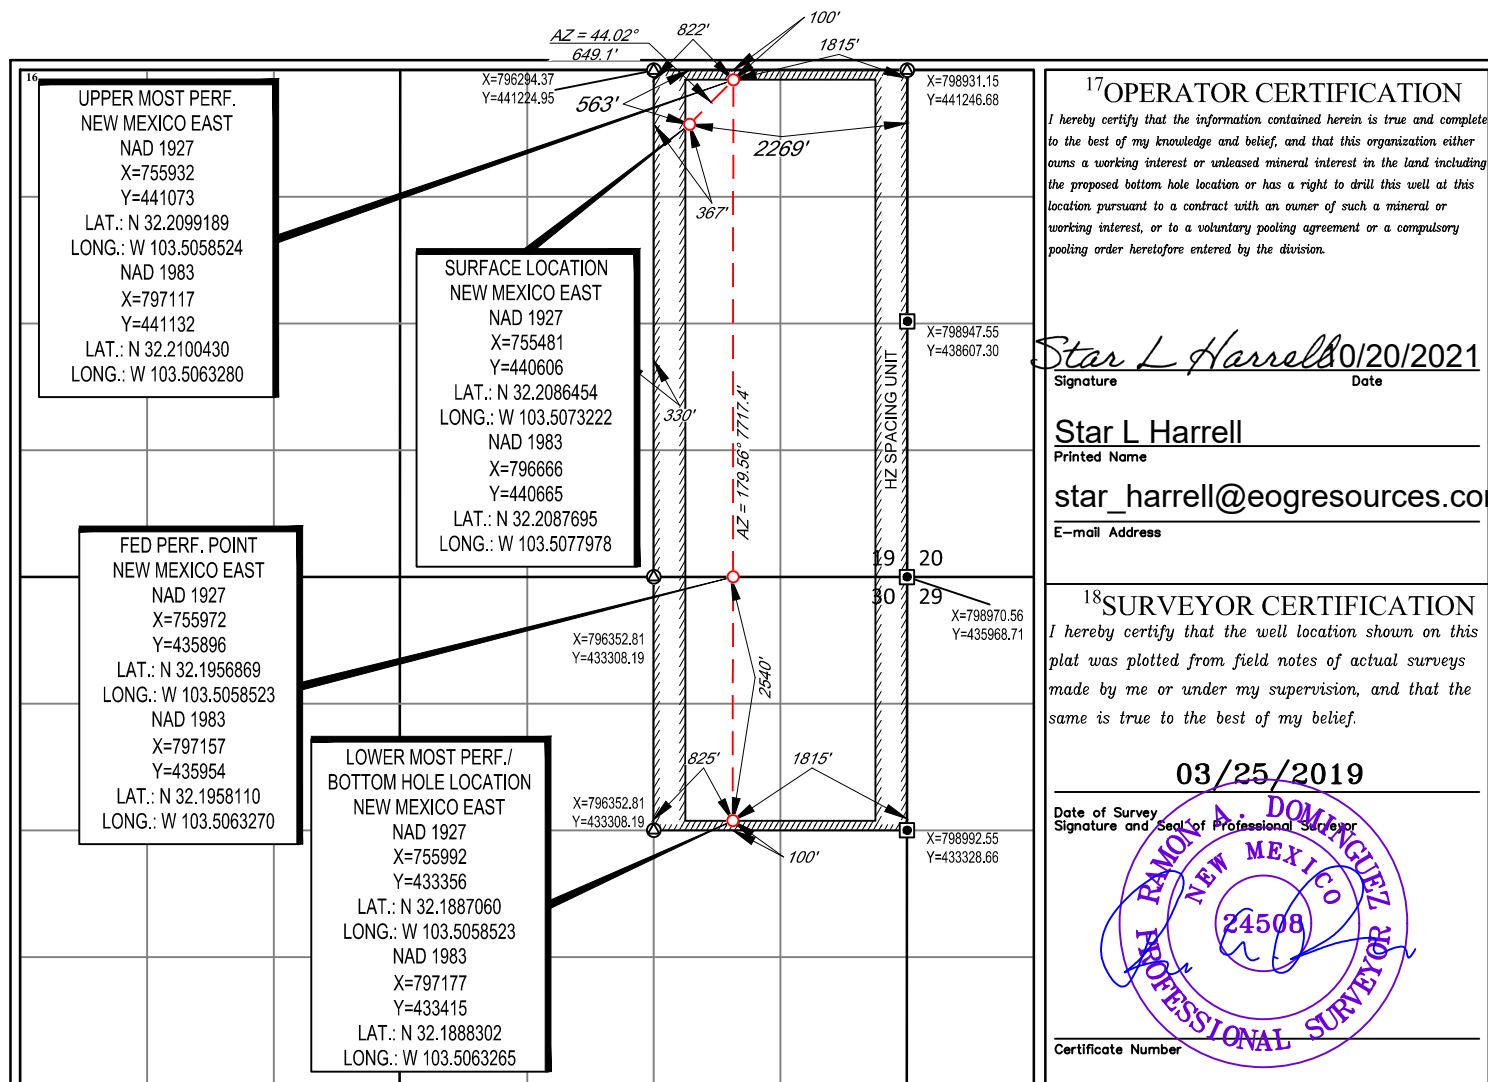 AZ = 44.02°
649.1'
822'
100'
1815'
16
X=796294.37
Y=441224.95
X=798931.15
Y=441246.68
563'
2269'
367'
UPPER MOST PERF.
NEW MEXICO EAST
NAD 1927
X=755932
Y=441073
LAT.: N 32.2099189
LONG.: W 103.5058524
NAD 1983
X=797117
Y=441132
LAT.: N 32.2100430
LONG.: W 103.5063280
SURFACE LOCATION
NEW MEXICO EAST
NAD 1927
X=755481
Y=440606
LAT.: N 32.2086454
LONG.: W 103.5073222
NAD 1983
X=796666
Y=440665
LAT.: N 32.2087695
LONG.: W 103.5077978
330'
AZ = 179.56° 7717.4'
HZ SPACING UNIT
X=798947.55
Y=438607.30
19 20
30 29
X=798970.56
Y=435968.71
FED PERF. POINT
NEW MEXICO EAST
NAD 1927
X=755972
Y=435896
LAT.: N 32.1956869
LONG.: W 103.5058523
NAD 1983
X=797157
Y=435954
LAT.: N 32.1958110
LONG.: W 103.5063270
X=796352.81
Y=433308.19
2540'
LOWER MOST PERF./
BOTTOM HOLE LOCATION
NEW MEXICO EAST
NAD 1927
X=755992
Y=433356
LAT.: N 32.1887060
LONG.: W 103.5058523
NAD 1983
X=797177
Y=433415
LAT.: N 32.1888302
LONG.: W 103.5063265
825'
1815'
X=796352.81
Y=433308.19
100'
X=798992.55
Y=433328.66
17OPERATOR CERTIFICATION
I hereby certify that the information contained herein is true and complete
to the best of my knowledge and belief, and that this organization either
owns a working interest or unleased mineral interest in the land including
the proposed bottom hole location or has a right to drill this well at this
location pursuant to a contract with an owner of such a mineral or
working interest, or to a voluntary pooling agreement or a compulsory
pooling order heretofore entered by the division.
Star L Harrell 10/20/2021
Signature Date
Star L Harrell
Printed Name
star_harrell@eogresources.co
E-mail Address
18SURVEYOR CERTIFICATION
I hereby certify that the well location shown on this
plat was plotted from field notes of actual surveys
made by me or under my supervision, and that the
same is true to the best of my belief.
03/25/2019
Date of Survey
Signature and Seal of Professional Surveyor
RAMON A. DOMINGUEZ
NEW MEXICO
24508
PROFESSIONAL SURVEYOR
Certificate Number